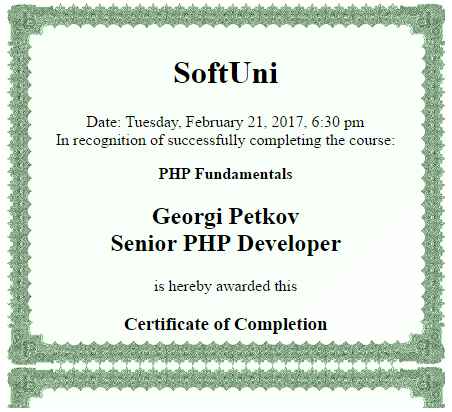 SoftUni
Date: Tuesday, February 21, 2017, 6:30 pm
In recognition of successfully completing the course:
PHP Fundamentals
Georgi Petkov
Senior PHP Developer
is hereby awarded this
Certificate of Completion